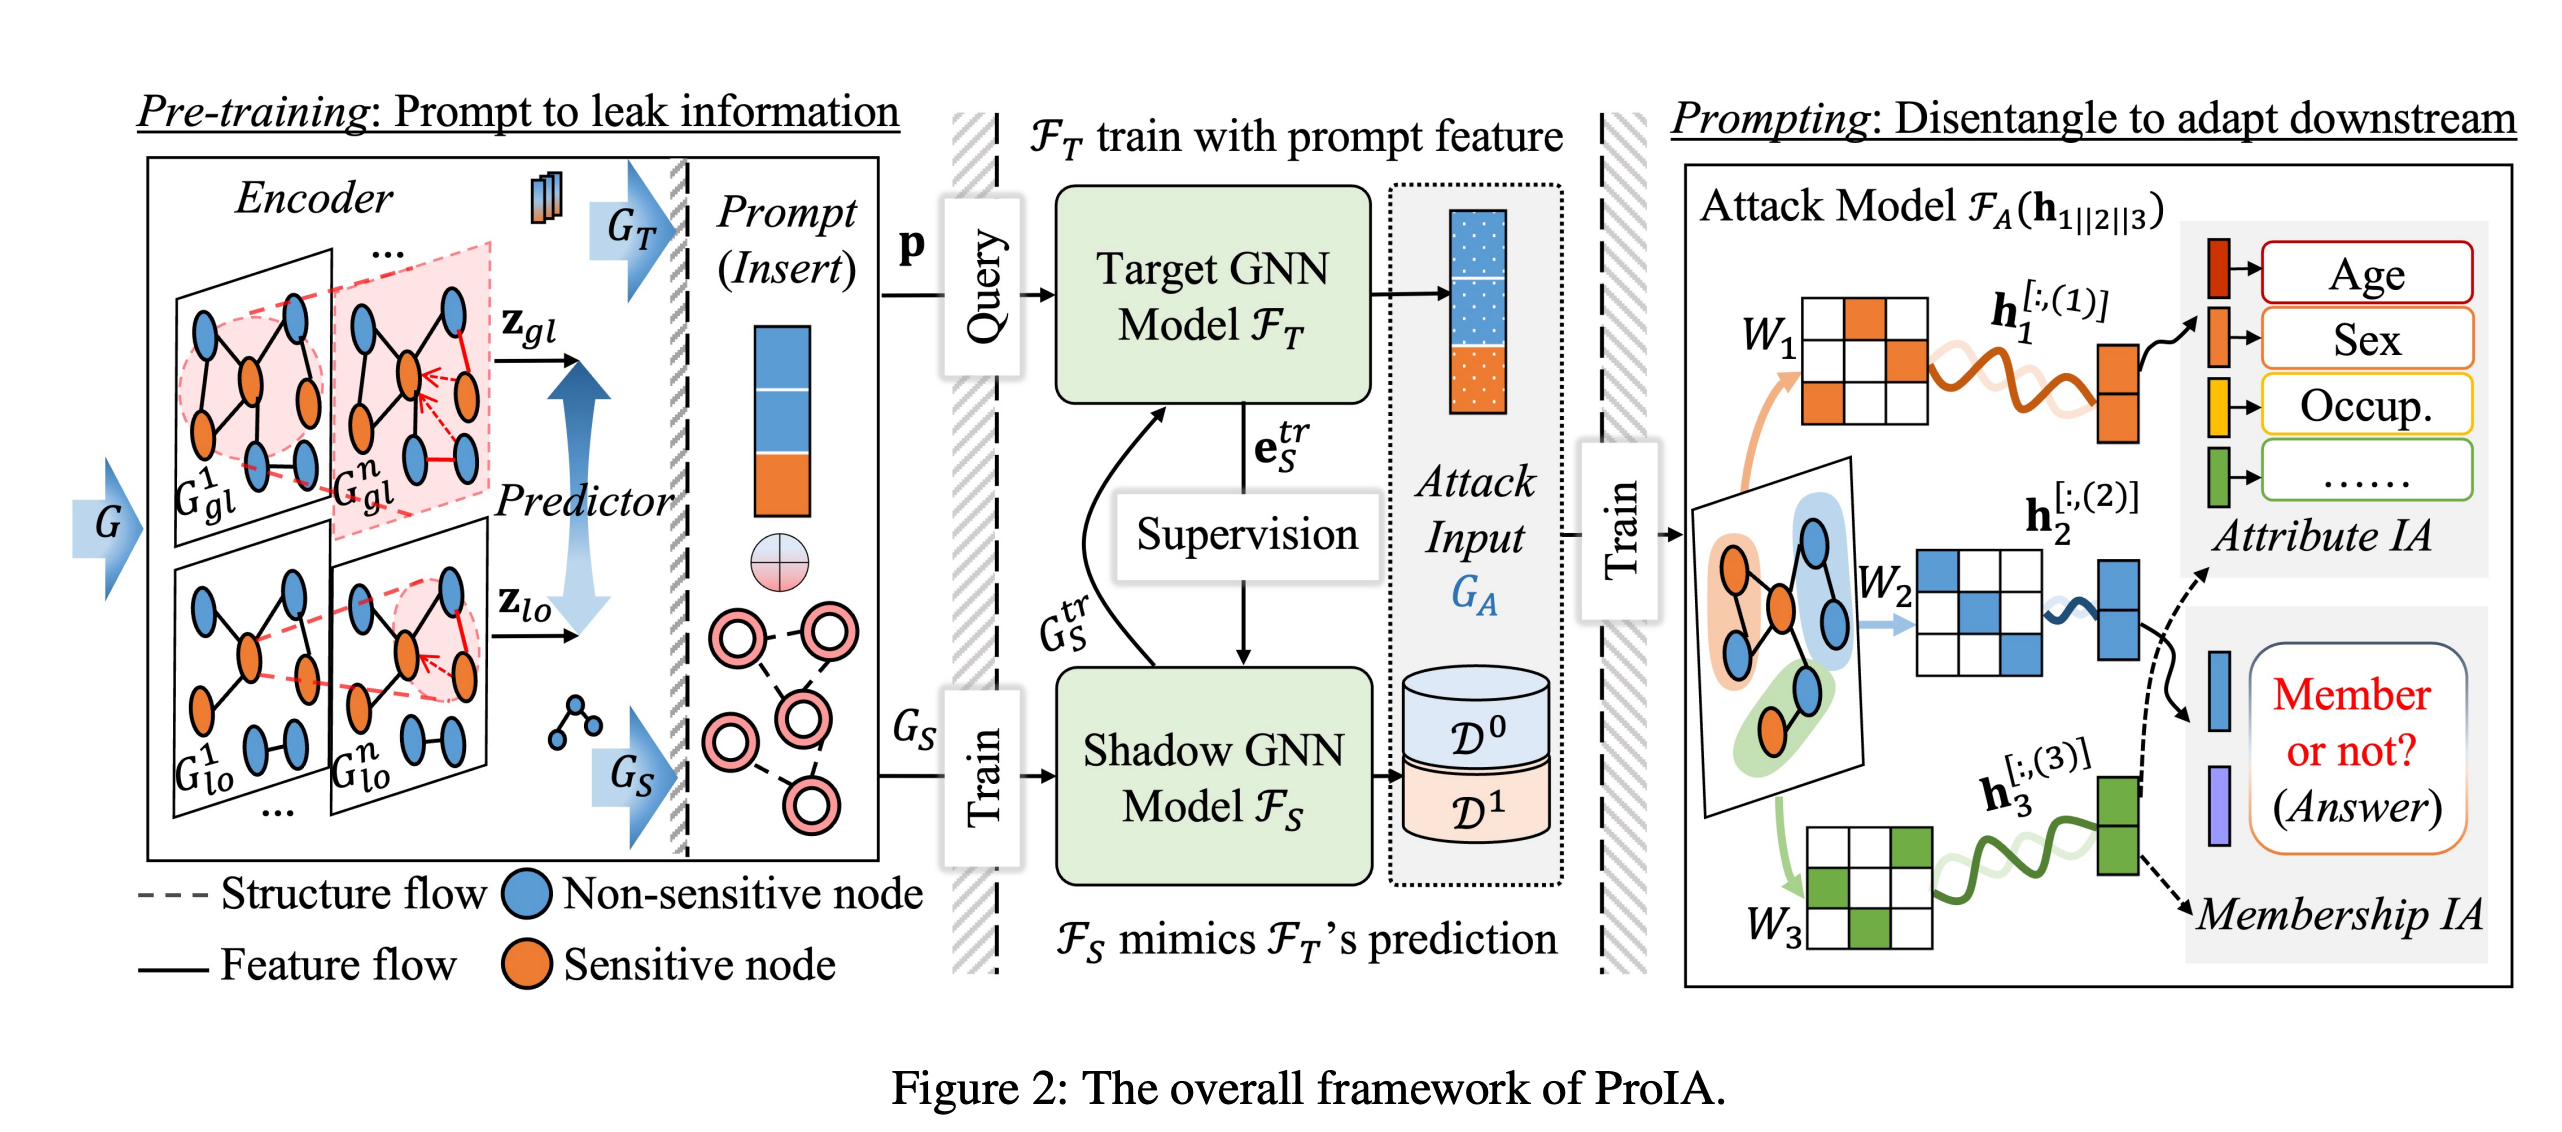 Pre-training: Prompt to leak information
Encoder
...
G_T
z_gl
G^1_gl
G^n_gl
G
Predictor
z_lo
G^1_lo
G^n_lo
...
G_S
Prompt
(Insert)
Structure flow
Non-sensitive node
Feature flow
Sensitive node
p
Query
G_S
Train
ℱ_T train with prompt feature
Target GNN
Model ℱ_T
e^tr_S
Supervision
G^tr_S
Shadow GNN
Model ℱ_S
Attack
Input
G_A
𝒟^0
𝒟^1
ℱ_S mimics ℱ_T's prediction
Train
Prompting: Disentangle to adapt downstream
Attack Model ℱ_A(h_1||2||3)
W_1
h_1^[:,(1)]
W_2
h_2^[:,(2)]
W_3
h_3^[:,(3)]
Age
Sex
Occup.
......
Attribute IA
Member
or not?
(Answer)
Membership IA
Figure 2: The overall framework of ProIA.